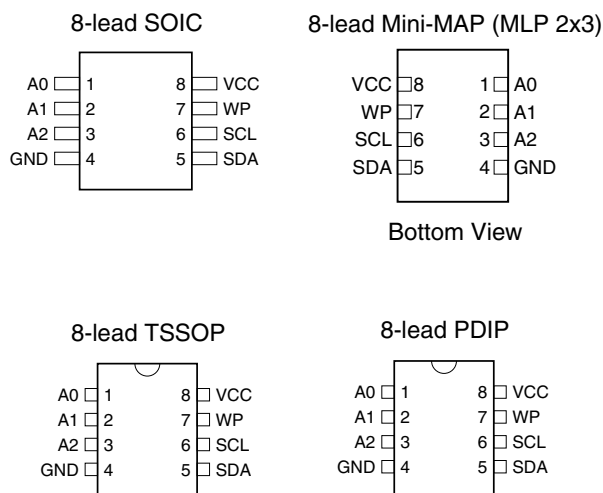 8-lead SOIC
A0 1 8 VCC
A1 2 7 WP
A2 3 6 SCL
GND 4 5 SDA
8-lead Mini-MAP (MLP 2x3)
VCC 8 1 A0
WP 7 2 A1
SCL 6 3 A2
SDA 5 4 GND
Bottom View
8-lead TSSOP
A0 1 8 VCC
A1 2 7 WP
A2 3 6 SCL
GND 4 5 SDA
8-lead PDIP
A0 1 8 VCC
A1 2 7 WP
A2 3 6 SCL
GND 4 5 SDA